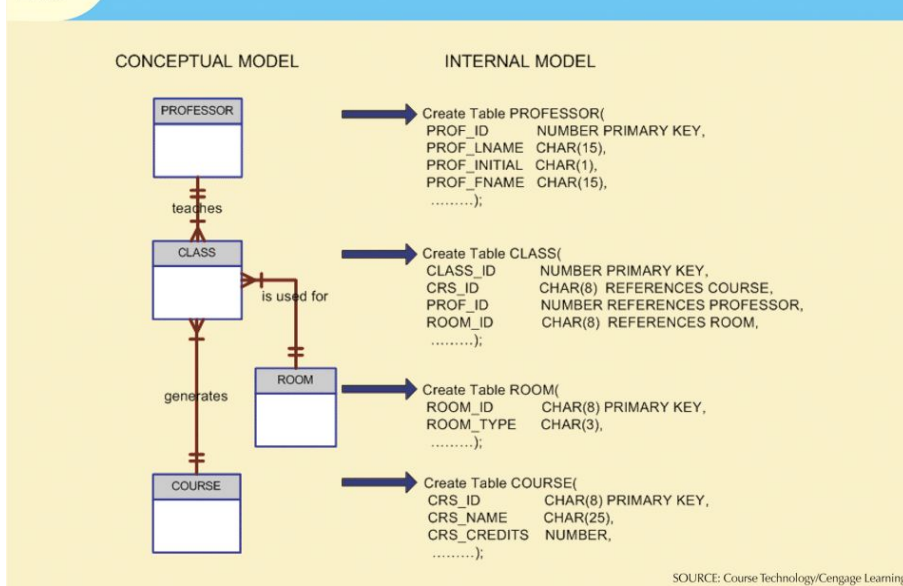 CONCEPTUAL MODEL
INTERNAL MODEL
PROFESSOR
teaches
CLASS
is used for
ROOM
generates
COURSE
Create Table PROFESSOR(
PROF_ID NUMBER PRIMARY KEY,
PROF_LNAME CHAR(15),
PROF_INITIAL CHAR(1),
PROF_FNAME CHAR(15),
.........);
Create Table CLASS(
CLASS_ID NUMBER PRIMARY KEY,
CRS_ID CHAR(8) REFERENCES COURSE,
PROF_ID NUMBER REFERENCES PROFESSOR,
ROOM_ID CHAR(8) REFERENCES ROOM,
.........);
Create Table ROOM(
ROOM_ID CHAR(8) PRIMARY KEY,
ROOM_TYPE CHAR(3),
.........);
Create Table COURSE(
CRS_ID CHAR(8) PRIMARY KEY,
CRS_NAME CHAR(25),
CRS_CREDITS NUMBER,
.........);
SOURCE: Course Technology/Cengage Learning